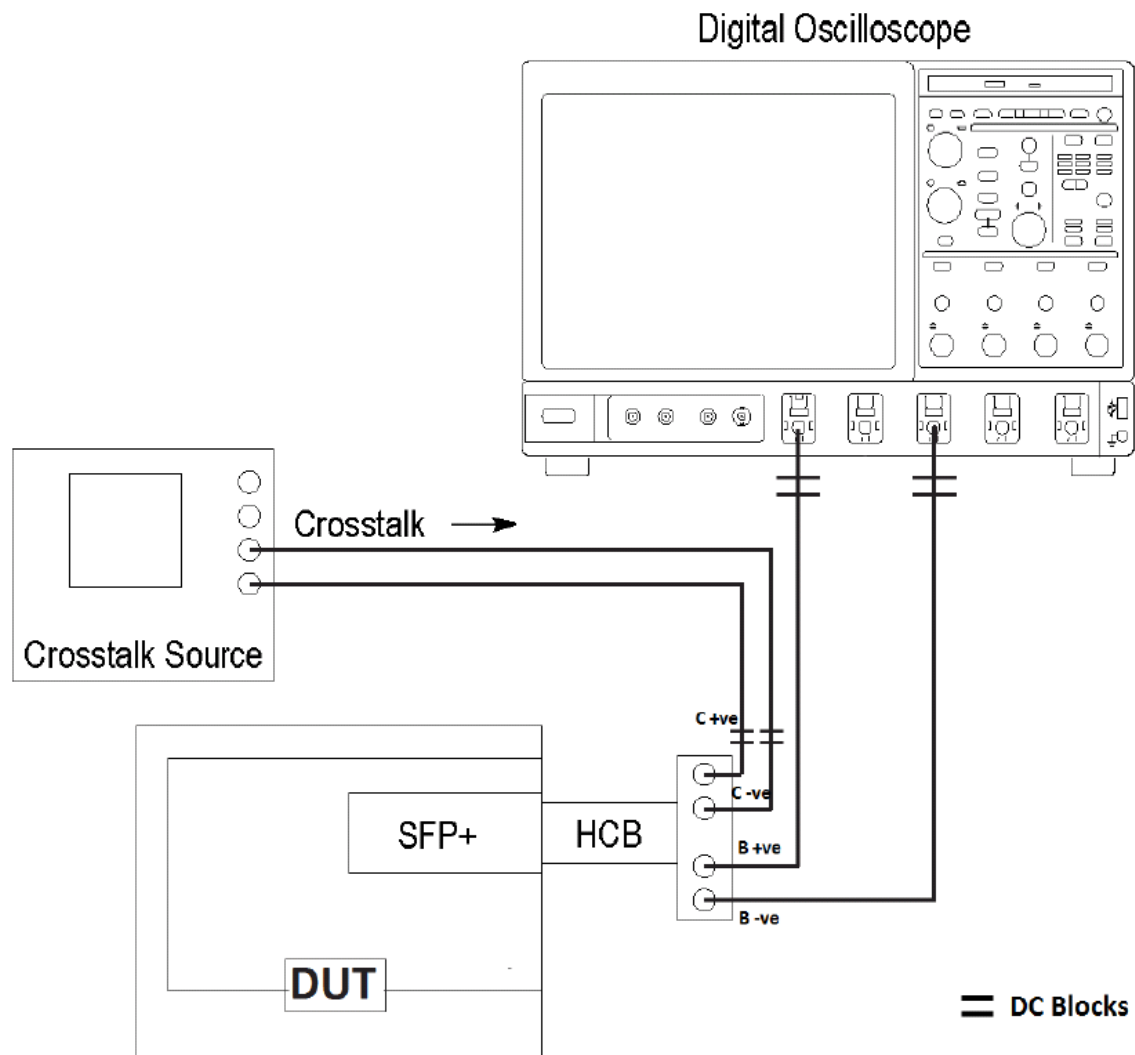 Digital Oscilloscope
Crosstalk
Crosstalk Source
C +ve
C -ve
SFP+
HCB
B +ve
B -ve
DUT
DC Blocks